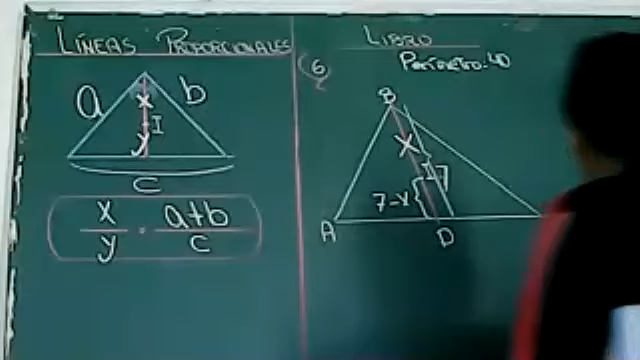 LÍNEAS PROPORCIONALES
a
b
x
I
y
c
x/y = a+b/c
LIBRO
6
Perímetro 40
B
x
I
7
7-x
A
D